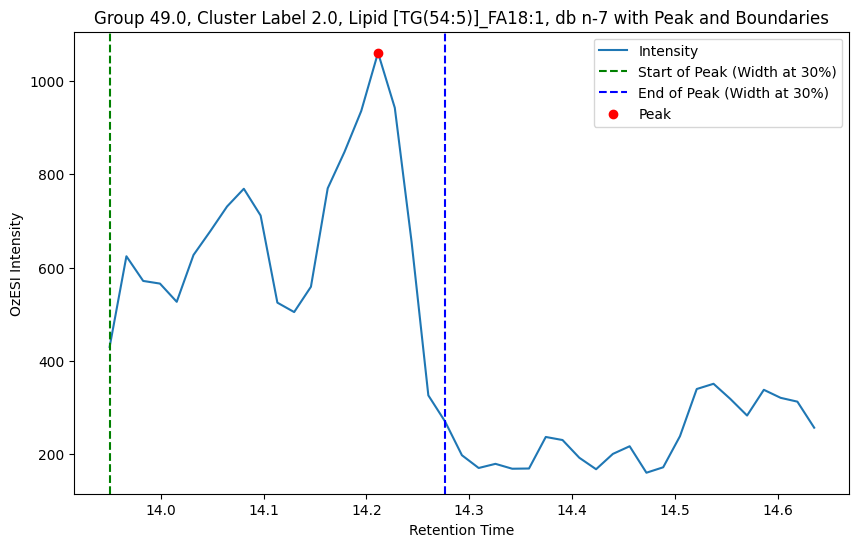 Group 49.0, Cluster Label 2.0, Lipid [TG(54:5)]_FA18:1, db n-7 with Peak and Boundaries
Intensity
Start of Peak (Width at 30%)
End of Peak (Width at 30%)
Peak
1000
800
600
400
200
OzESI Intensity
14.0 14.1 14.2 14.3 14.4 14.5 14.6
Retention Time